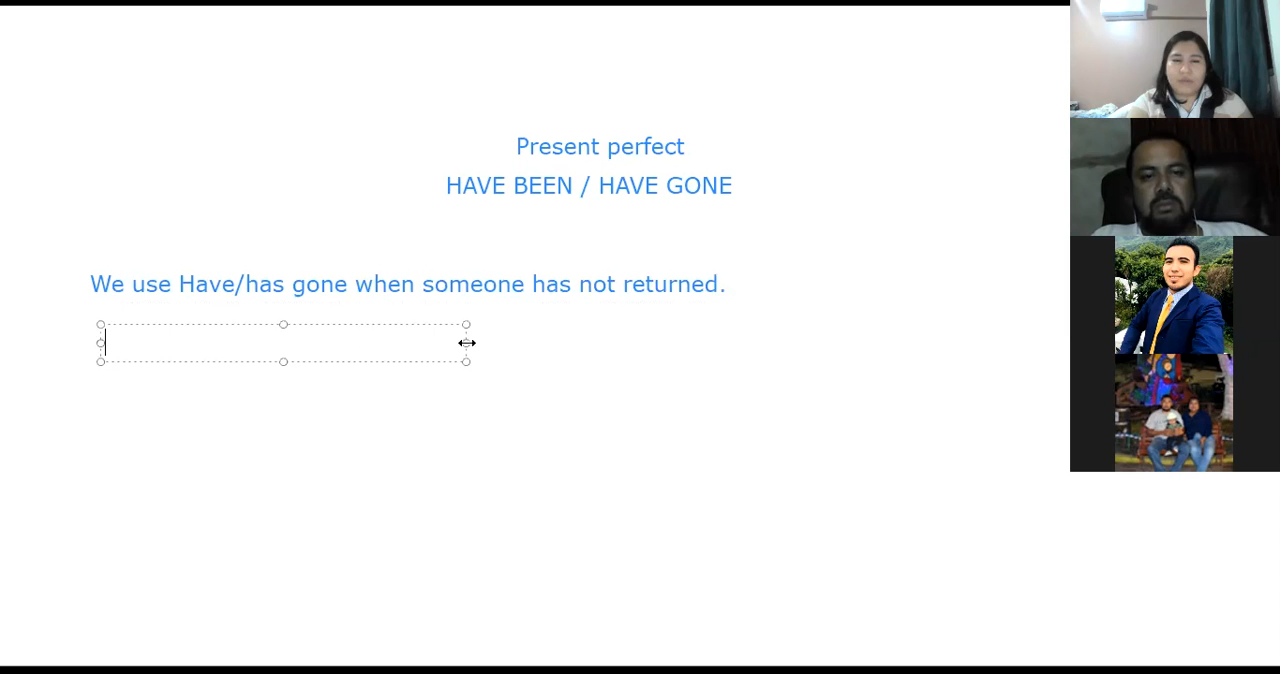 Present perfect
HAVE BEEN / HAVE GONE
We use Have/has gone when someone has not returned.